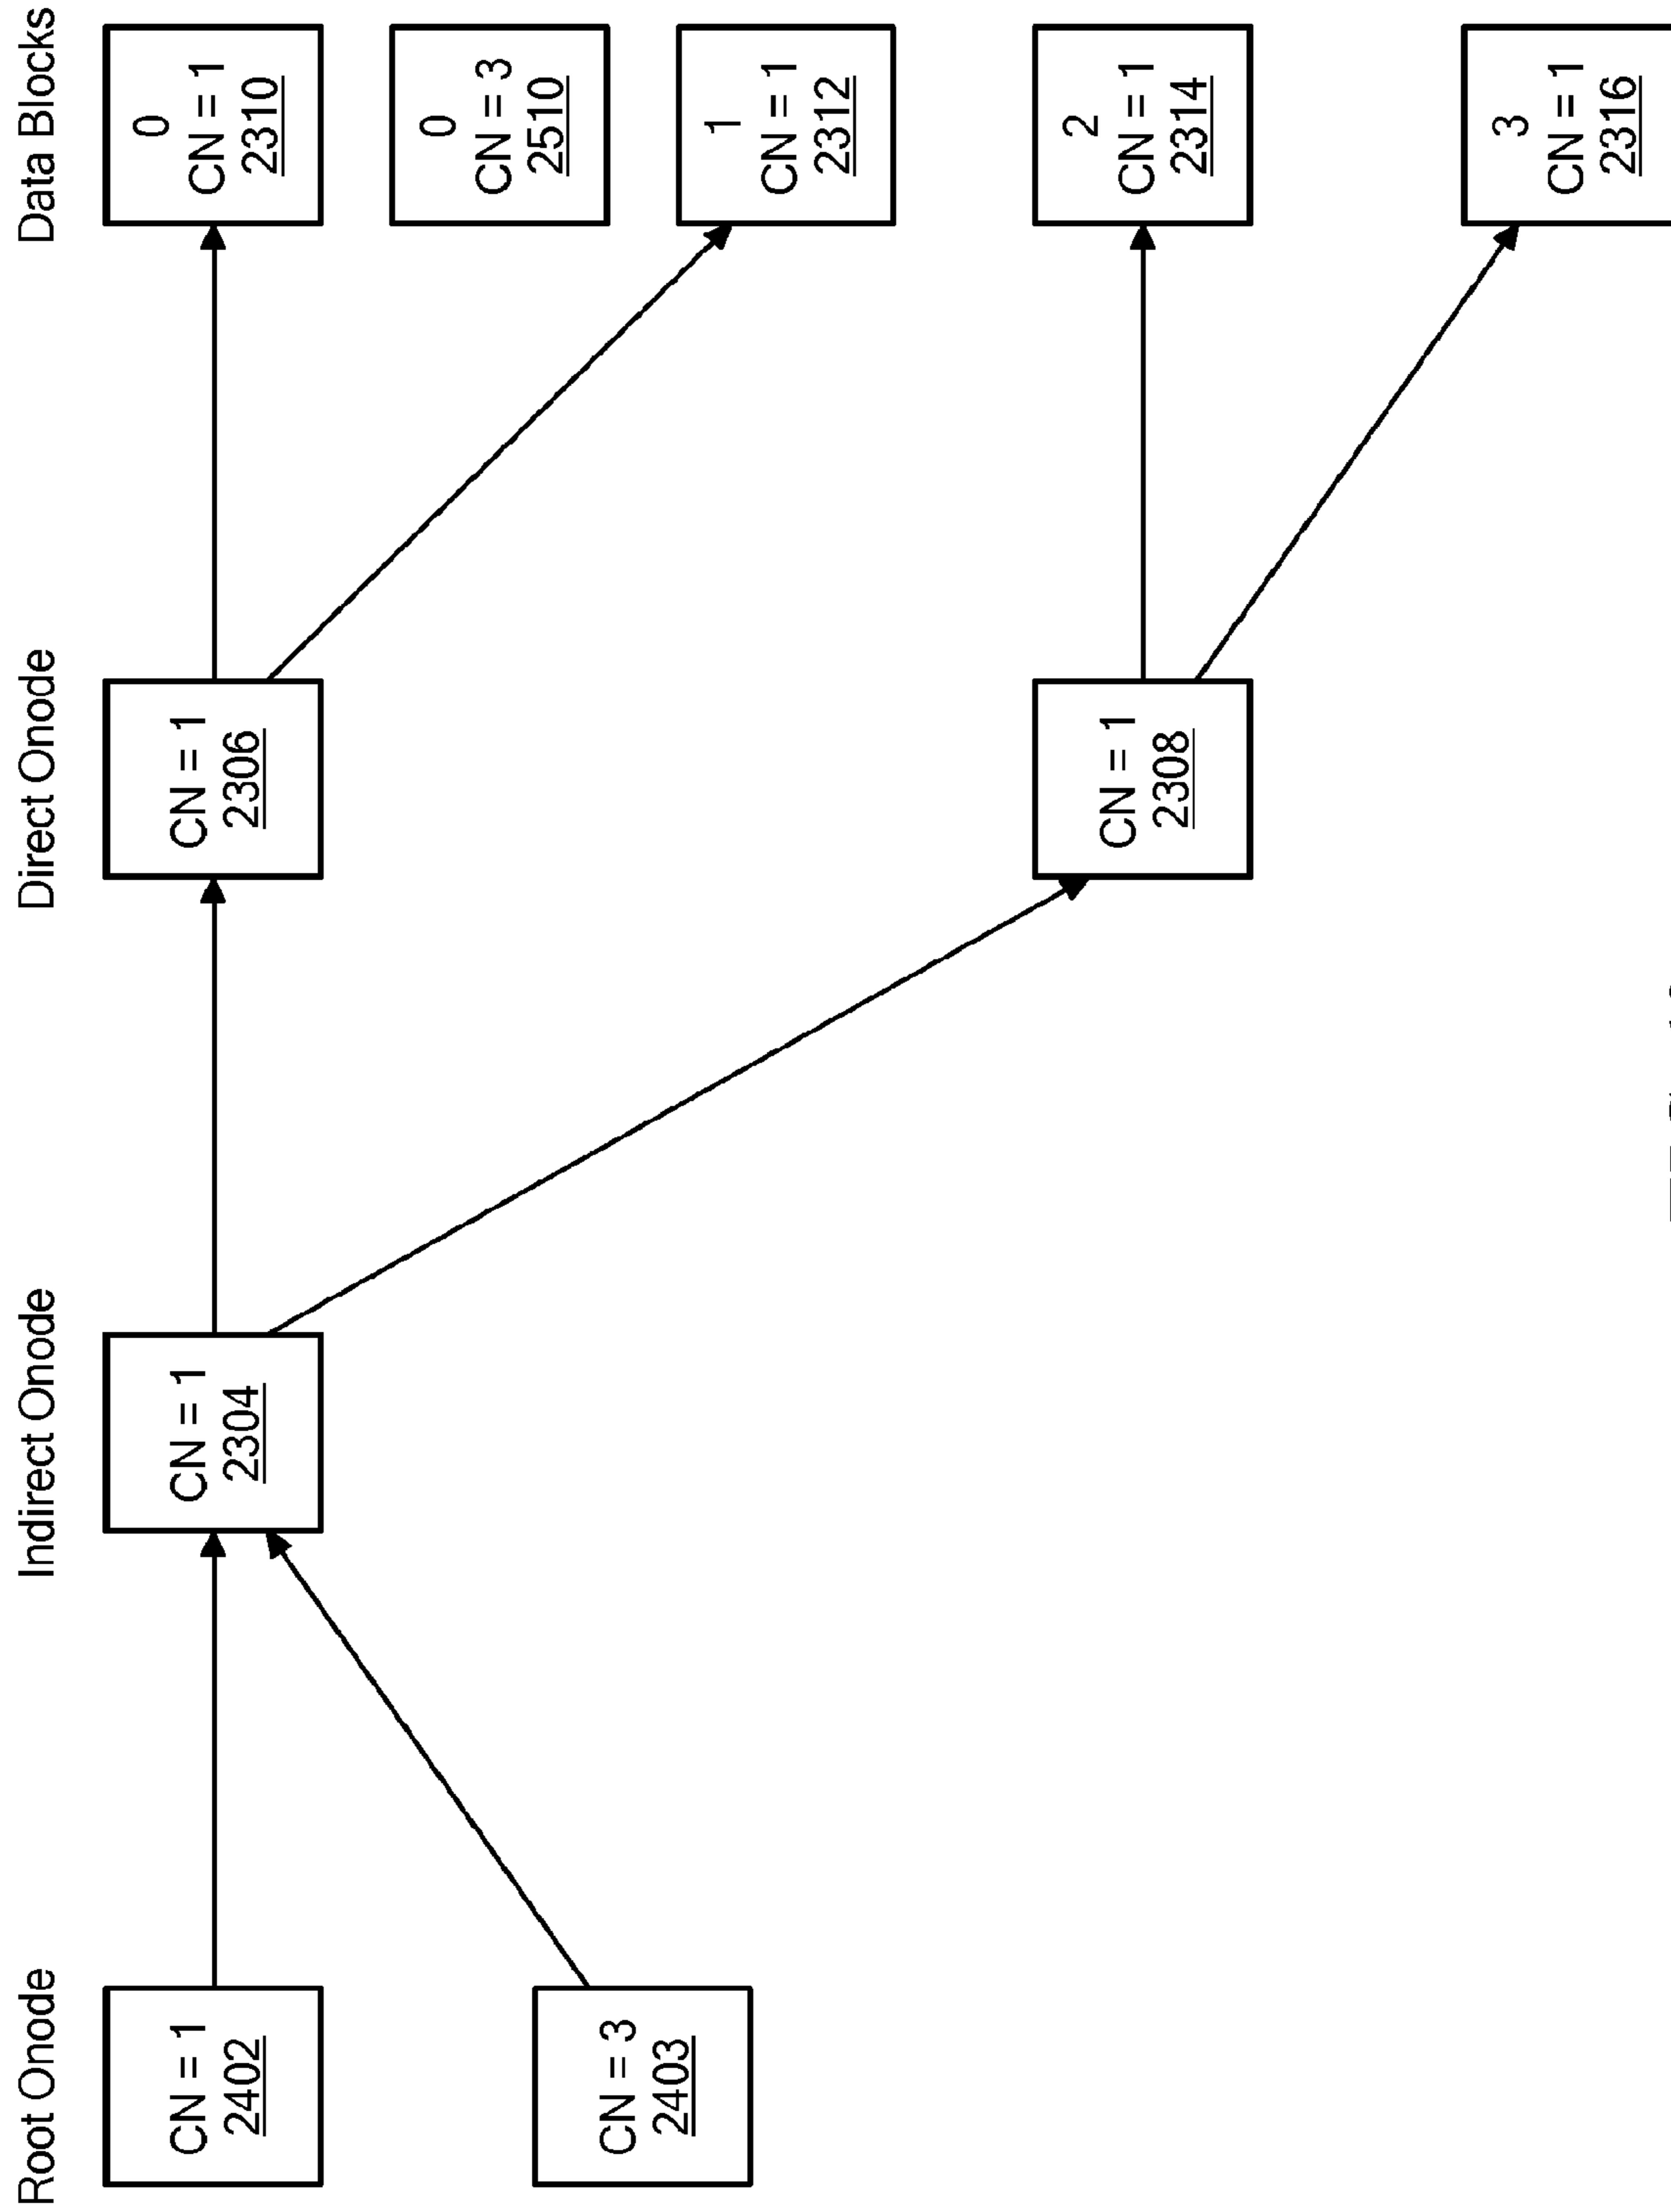 Root Onode
Indirect Onode
Direct Onode
Data Blocks
CN = 1
2402
CN = 1
2304
CN = 1
2306
0
CN = 1
2310
0
CN = 3
2510
CN = 3
2403
1
CN = 1
2312
CN = 1
2308
2
CN = 1
2314
3
CN = 1
2316